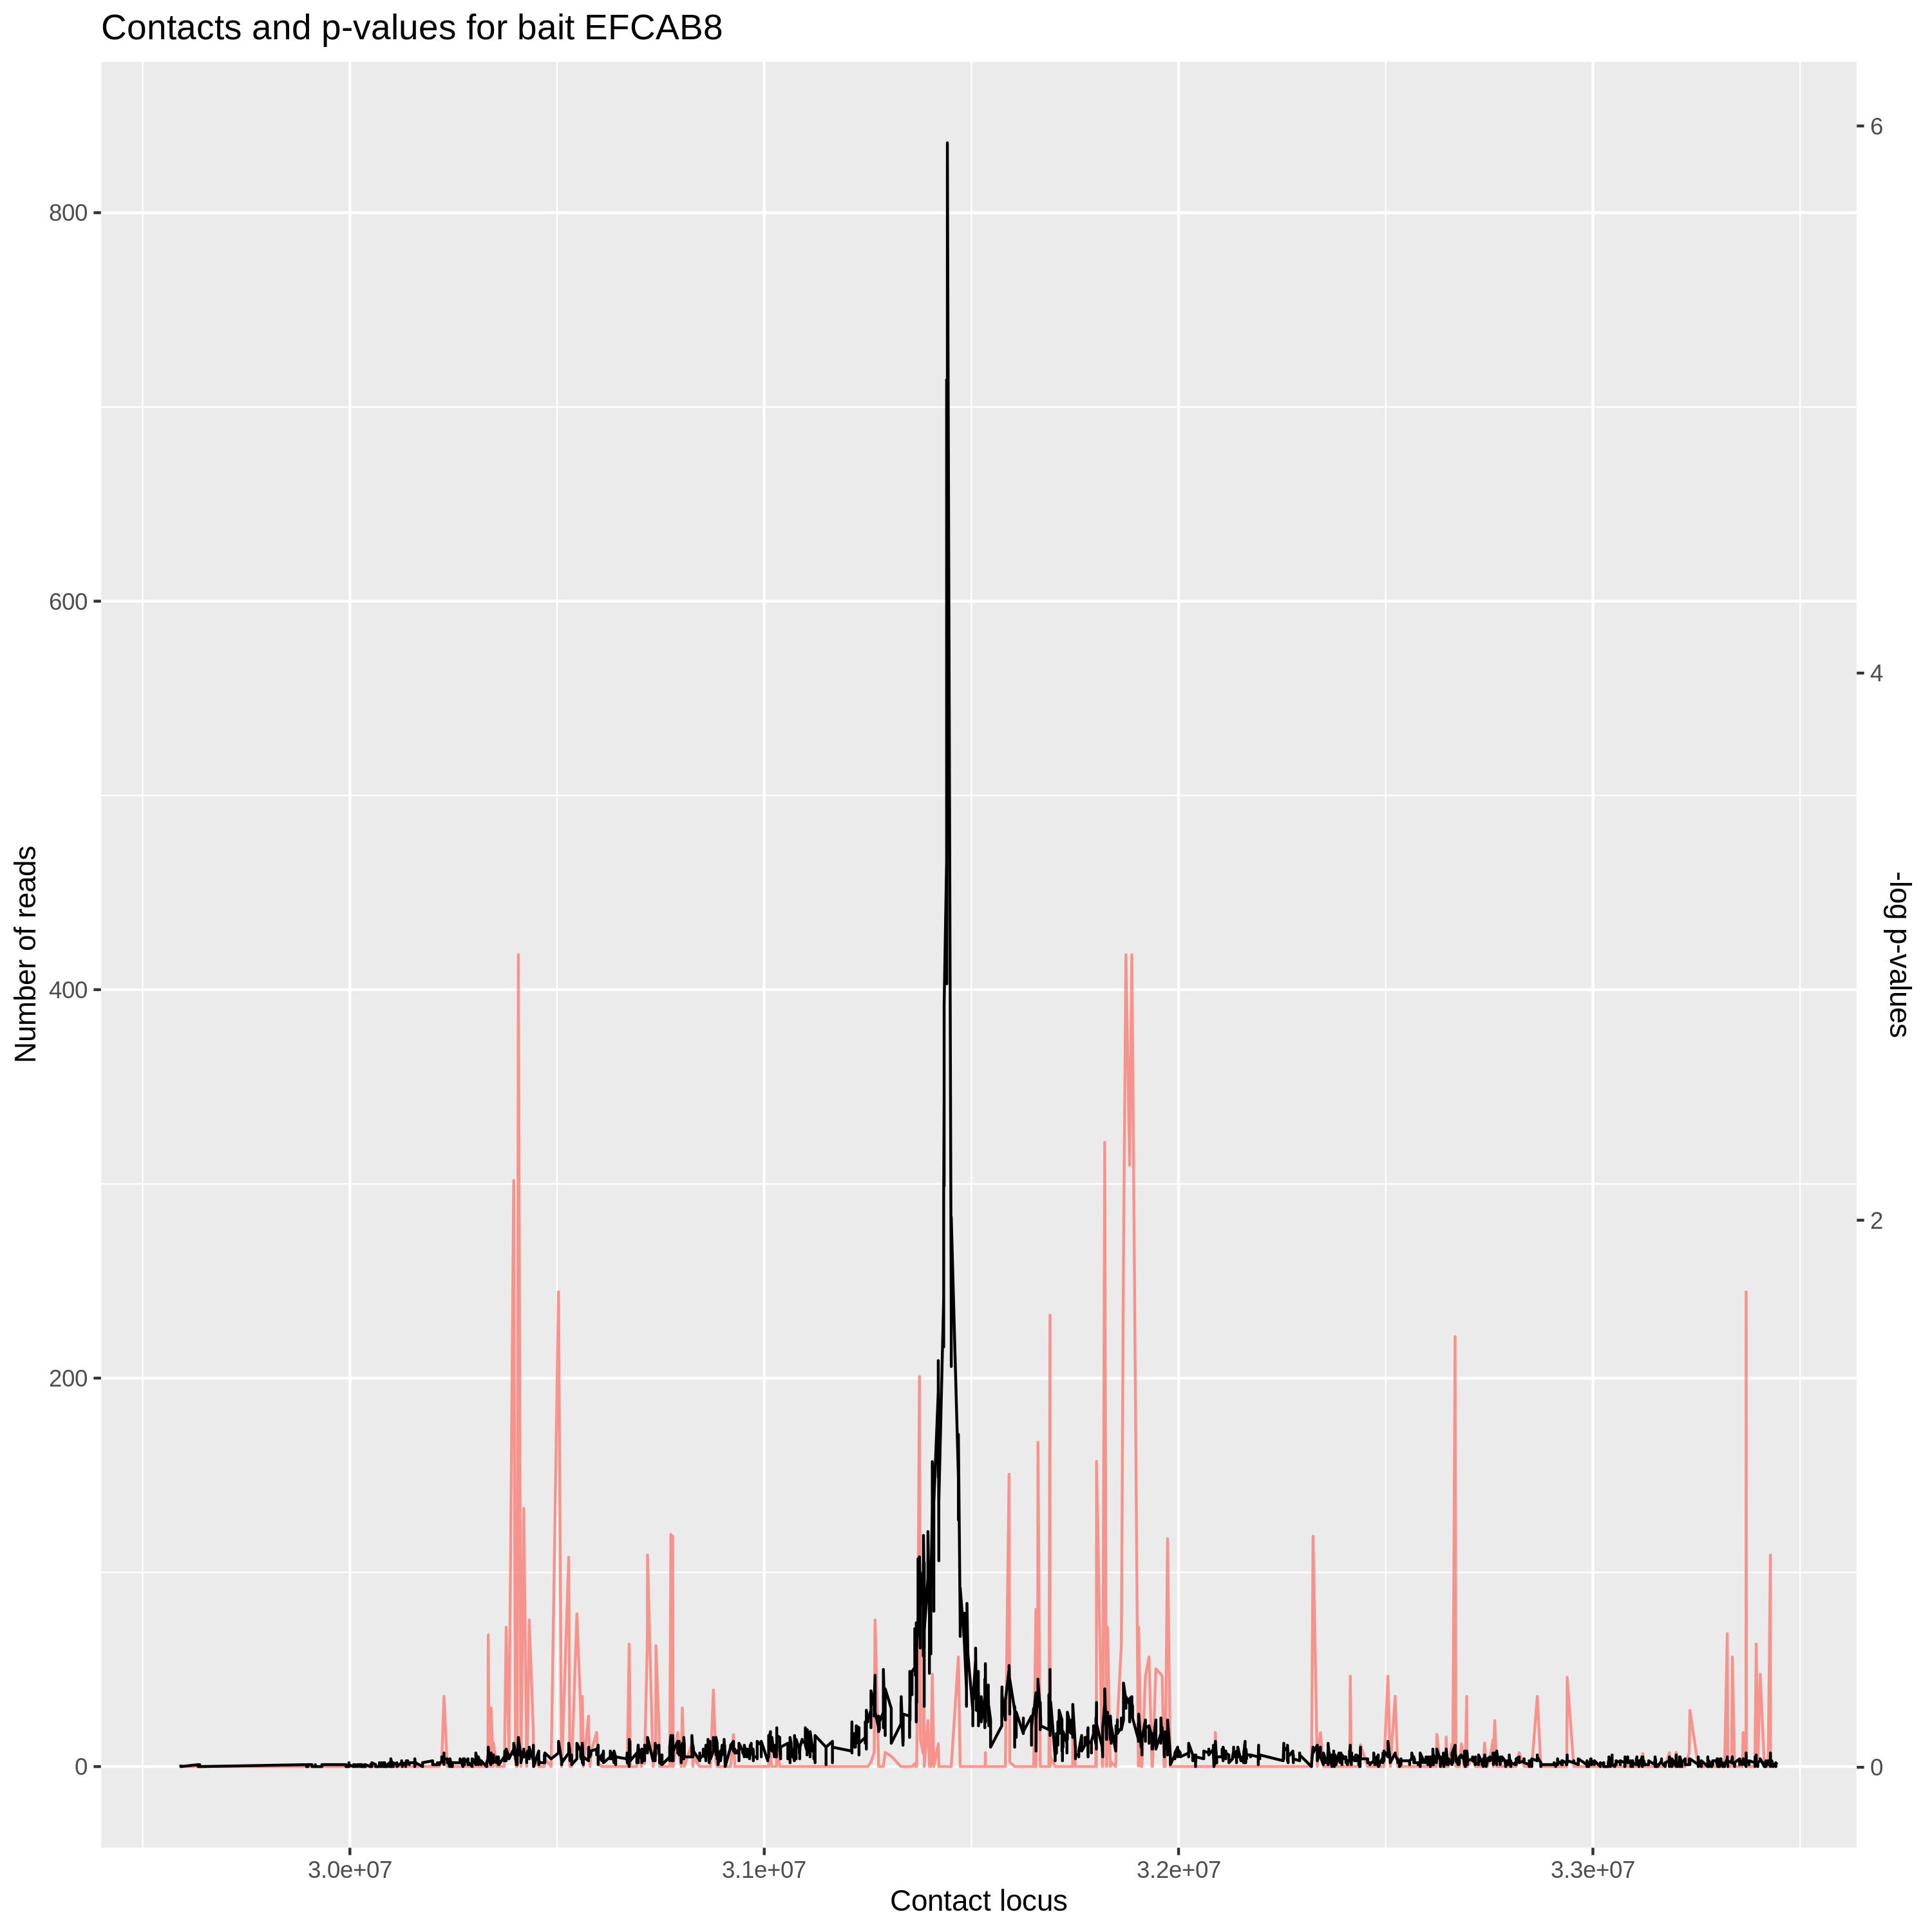 Contacts and p-values for bait EFCAB8
6
800
600
4
Number of reads
-log p-values
400
2
200
0
0
3.0e+07
3.1e+07
3.2e+07
3.3e+07
Contact locus